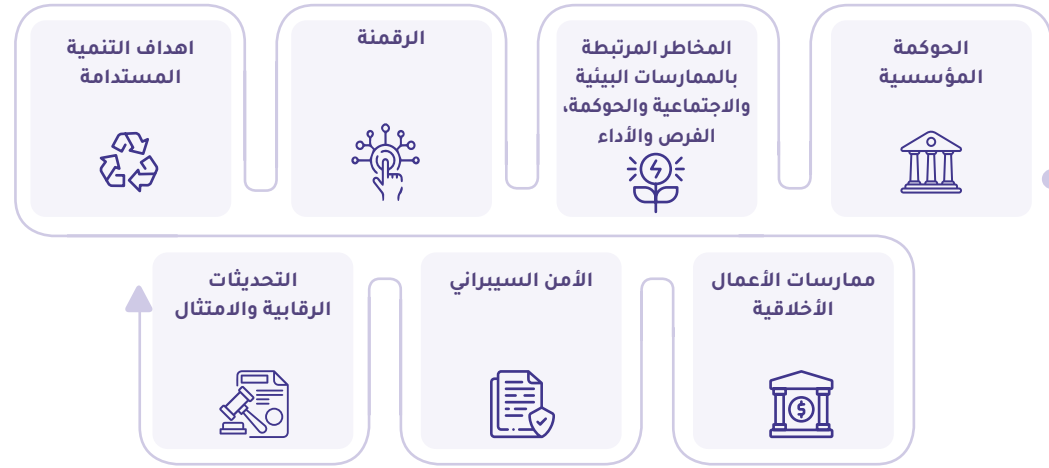 الحوكمة
المؤسسية
المخاطر المرتبطة
بالممارسات البيئية
والاجتماعية والحوكمة،
الفرص والأداء
الرقمنة
اهداف التنمية
المستدامة
ممارسات الأعمال
الأخلاقية
الأمن السيبراني
التحديثات
الرقابية والامتثال